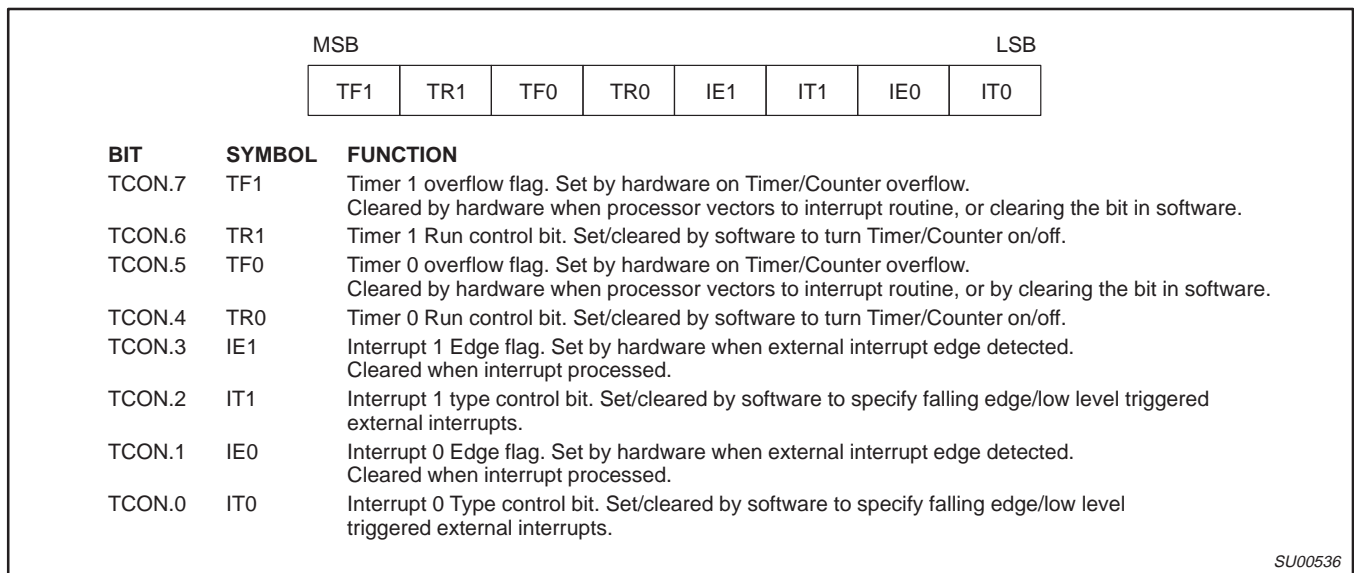 MSB LSB
TF1 TR1 TF0 TR0 IE1 IT1 IE0 IT0
BIT SYMBOL FUNCTION
TCON.7 TF1 Timer 1 overflow flag. Set by hardware on Timer/Counter overflow.
Cleared by hardware when processor vectors to interrupt routine, or clearing the bit in software.
TCON.6 TR1 Timer 1 Run control bit. Set/cleared by software to turn Timer/Counter on/off.
TCON.5 TF0 Timer 0 overflow flag. Set by hardware on Timer/Counter overflow.
Cleared by hardware when processor vectors to interrupt routine, or by clearing the bit in software.
TCON.4 TR0 Timer 0 Run control bit. Set/cleared by software to turn Timer/Counter on/off.
TCON.3 IE1 Interrupt 1 Edge flag. Set by hardware when external interrupt edge detected.
Cleared when interrupt processed.
TCON.2 IT1 Interrupt 1 type control bit. Set/cleared by software to specify falling edge/low level triggered
external interrupts.
TCON.1 IE0 Interrupt 0 Edge flag. Set by hardware when external interrupt edge detected.
Cleared when interrupt processed.
TCON.0 IT0 Interrupt 0 Type control bit. Set/cleared by software to specify falling edge/low level
triggered external interrupts.
SU00536